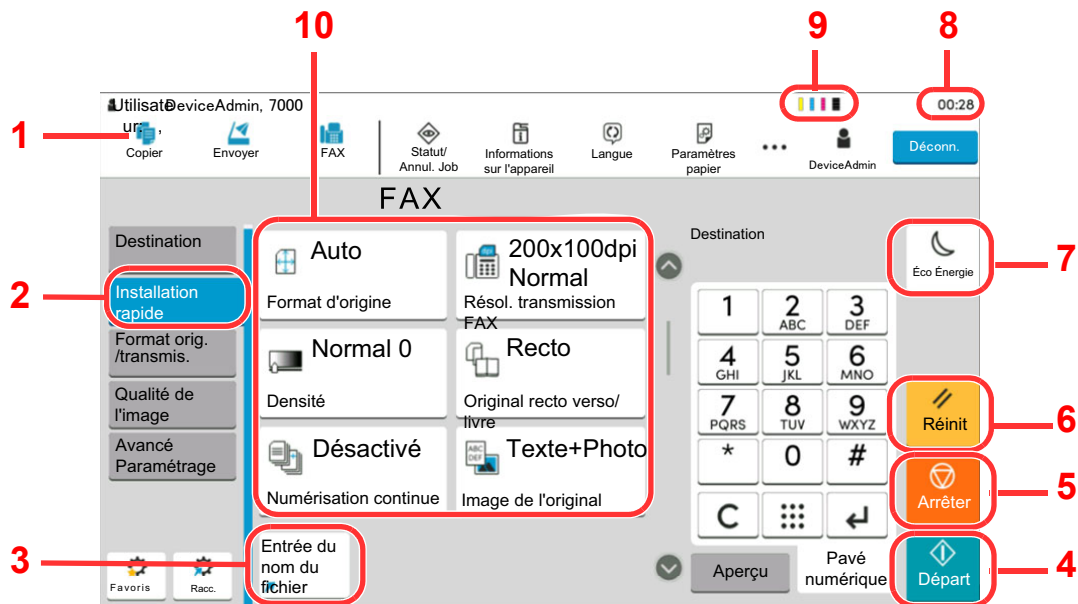 10
9
8
Utilisate DeviceAdmin, 7000
ur: ,
00:28
1
Copier
Envoyer
FAX
Statut/
Annul. Job
Informations
sur l'appareil
Langue
Paramètres
papier
DeviceAdmin
Déconn.
FAX
Destination
2
Installation
rapide
Format orig.
/transmis.
Qualité de
l'image
Avancé
Paramétrage
Auto
Format d'origine
200x100dpi
Normal
Résol. transmission
FAX
Normal 0
Densité
Recto
Original recto verso/
livre
Désactivé
Numérisation continue
ABC
DEF
Texte+Photo
Image de l'original
3
Entrée du
nom du
fichier
Favoris
Racc.
Destination
1
2
ABC
3
DEF
4
GHI
5
JKL
6
MNO
7
PQRS
8
TUV
9
WXYZ
*
0
#
C
Aperçu
Pavé
numérique
Éco Énergie
7
Réinit
6
Arrêter
5
Départ
4